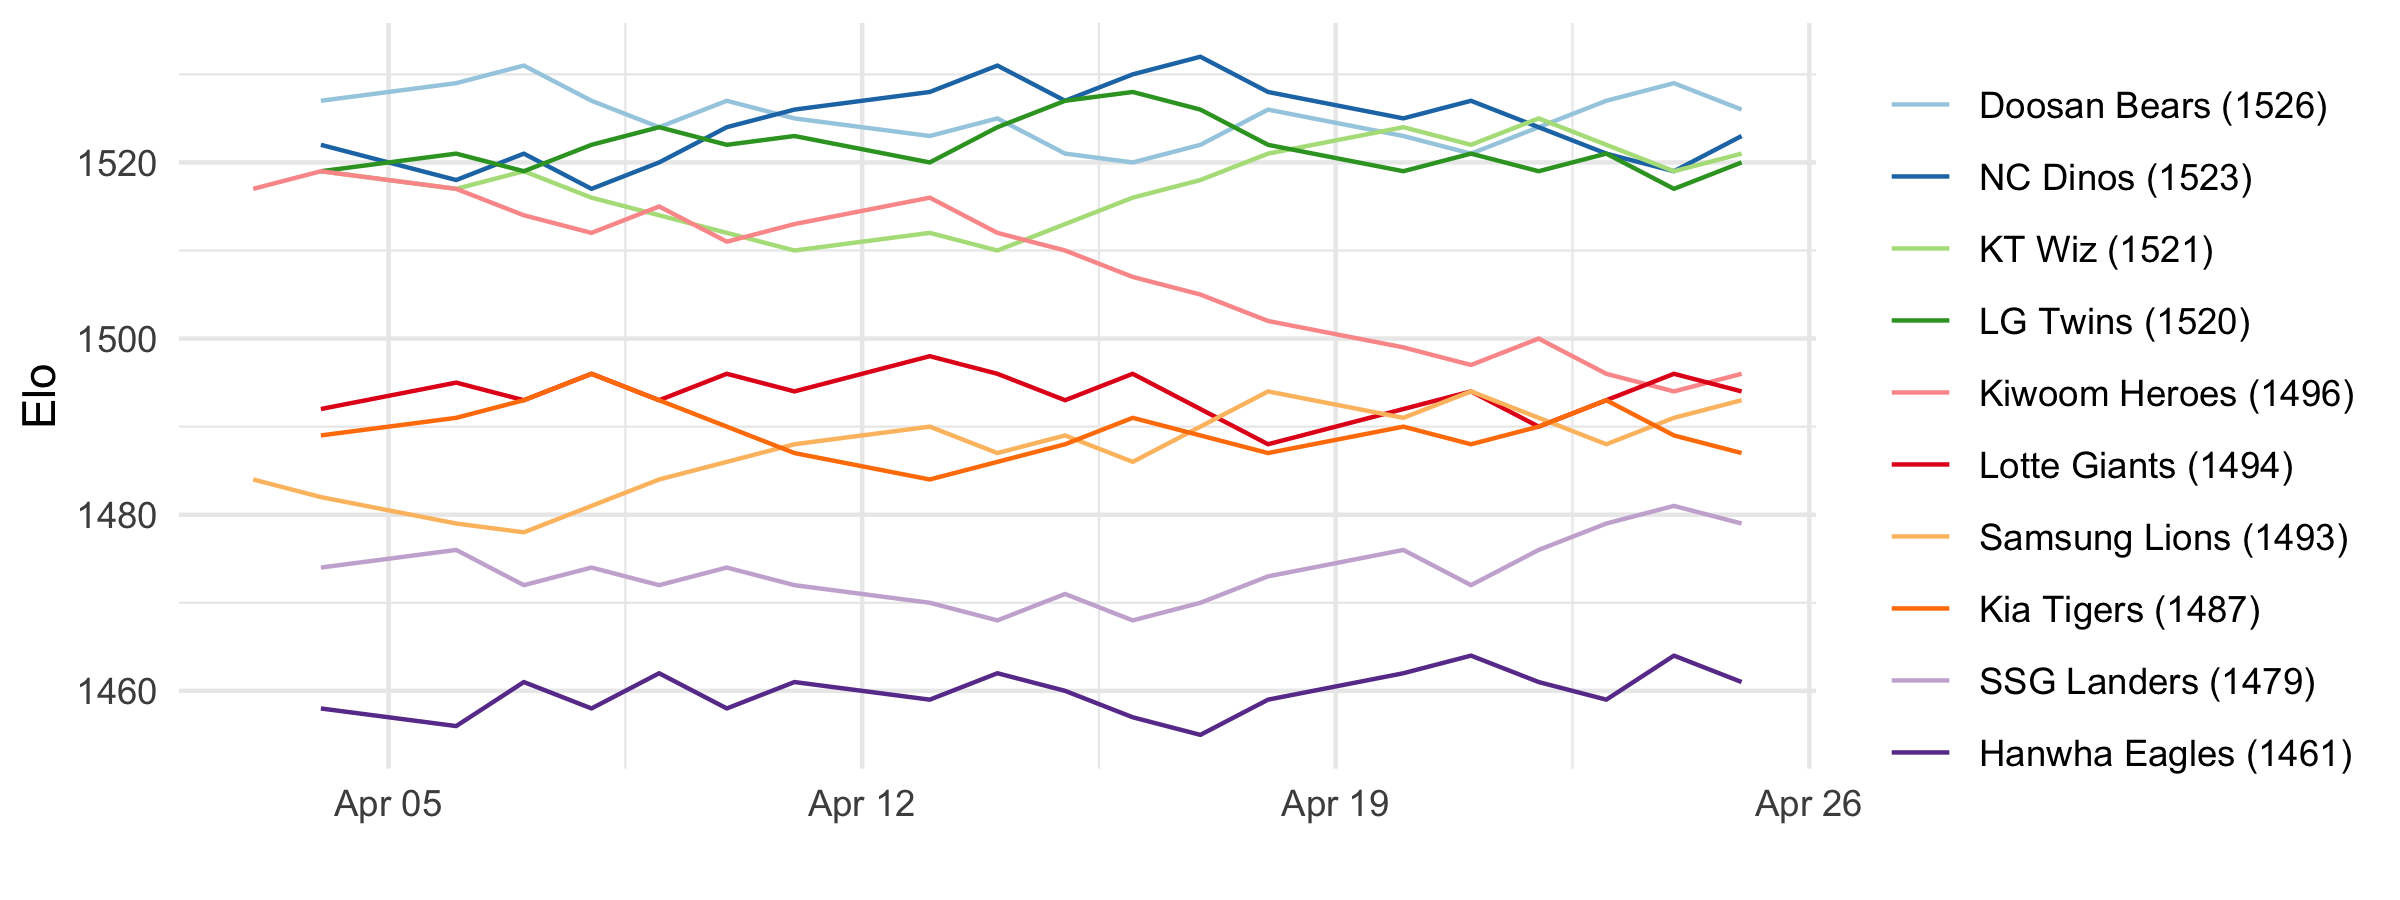 Elo
1520
1500
1480
1460
Apr 05
Apr 12
Apr 19
Apr 26
Doosan Bears (1526)
NC Dinos (1523)
KT Wiz (1521)
LG Twins (1520)
Kiwoom Heroes (1496)
Lotte Giants (1494)
Samsung Lions (1493)
Kia Tigers (1487)
SSG Landers (1479)
Hanwha Eagles (1461)